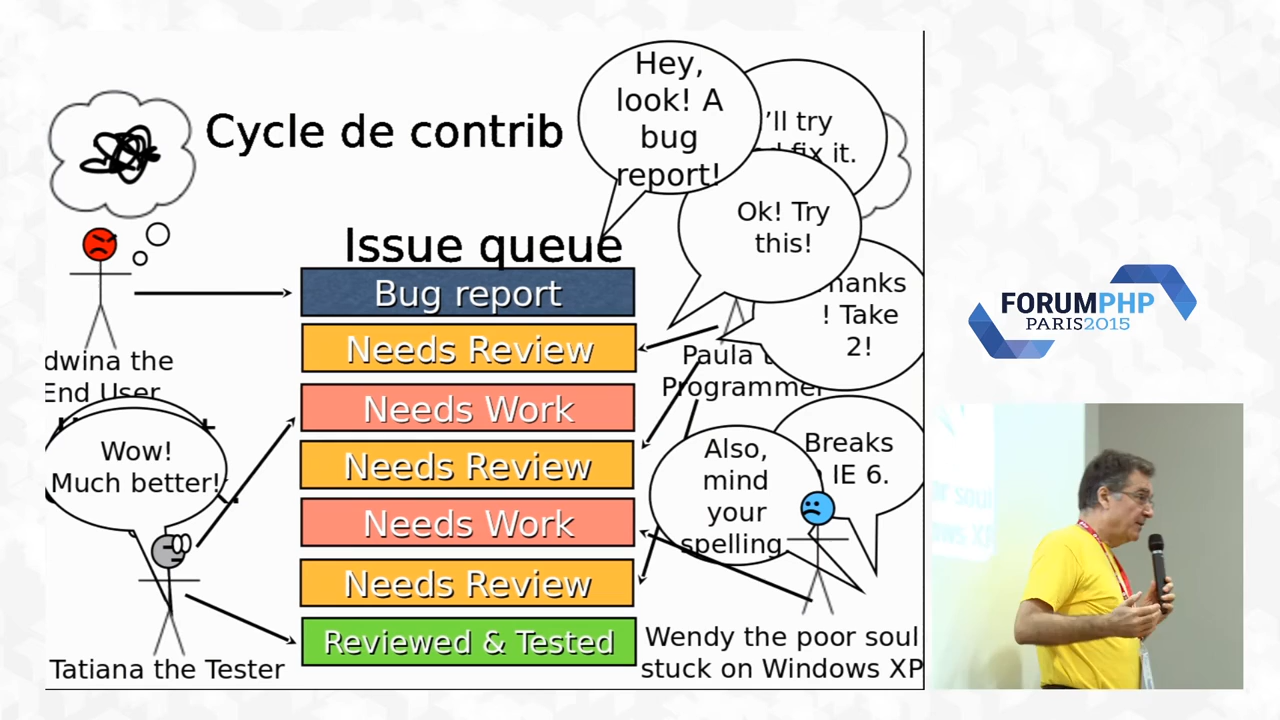 Cycle de contrib
Hey,
look! A
bug
report!
'll try
fix it.
Ok! Try
this!
Issue queue
Bug report
Needs Review
Needs Work
Needs Review
Needs Work
Needs Review
Reviewed & Tested
dwina the
End User
Wow!
Much better!
Tatiana the Tester
hanks
! Take
2!
Paula
Programmer
Also,
mind
your
spelling
Breaks
IE 6.
Wendy the poor soul
stuck on Windows XP
FORUMPHP
PARIS2015